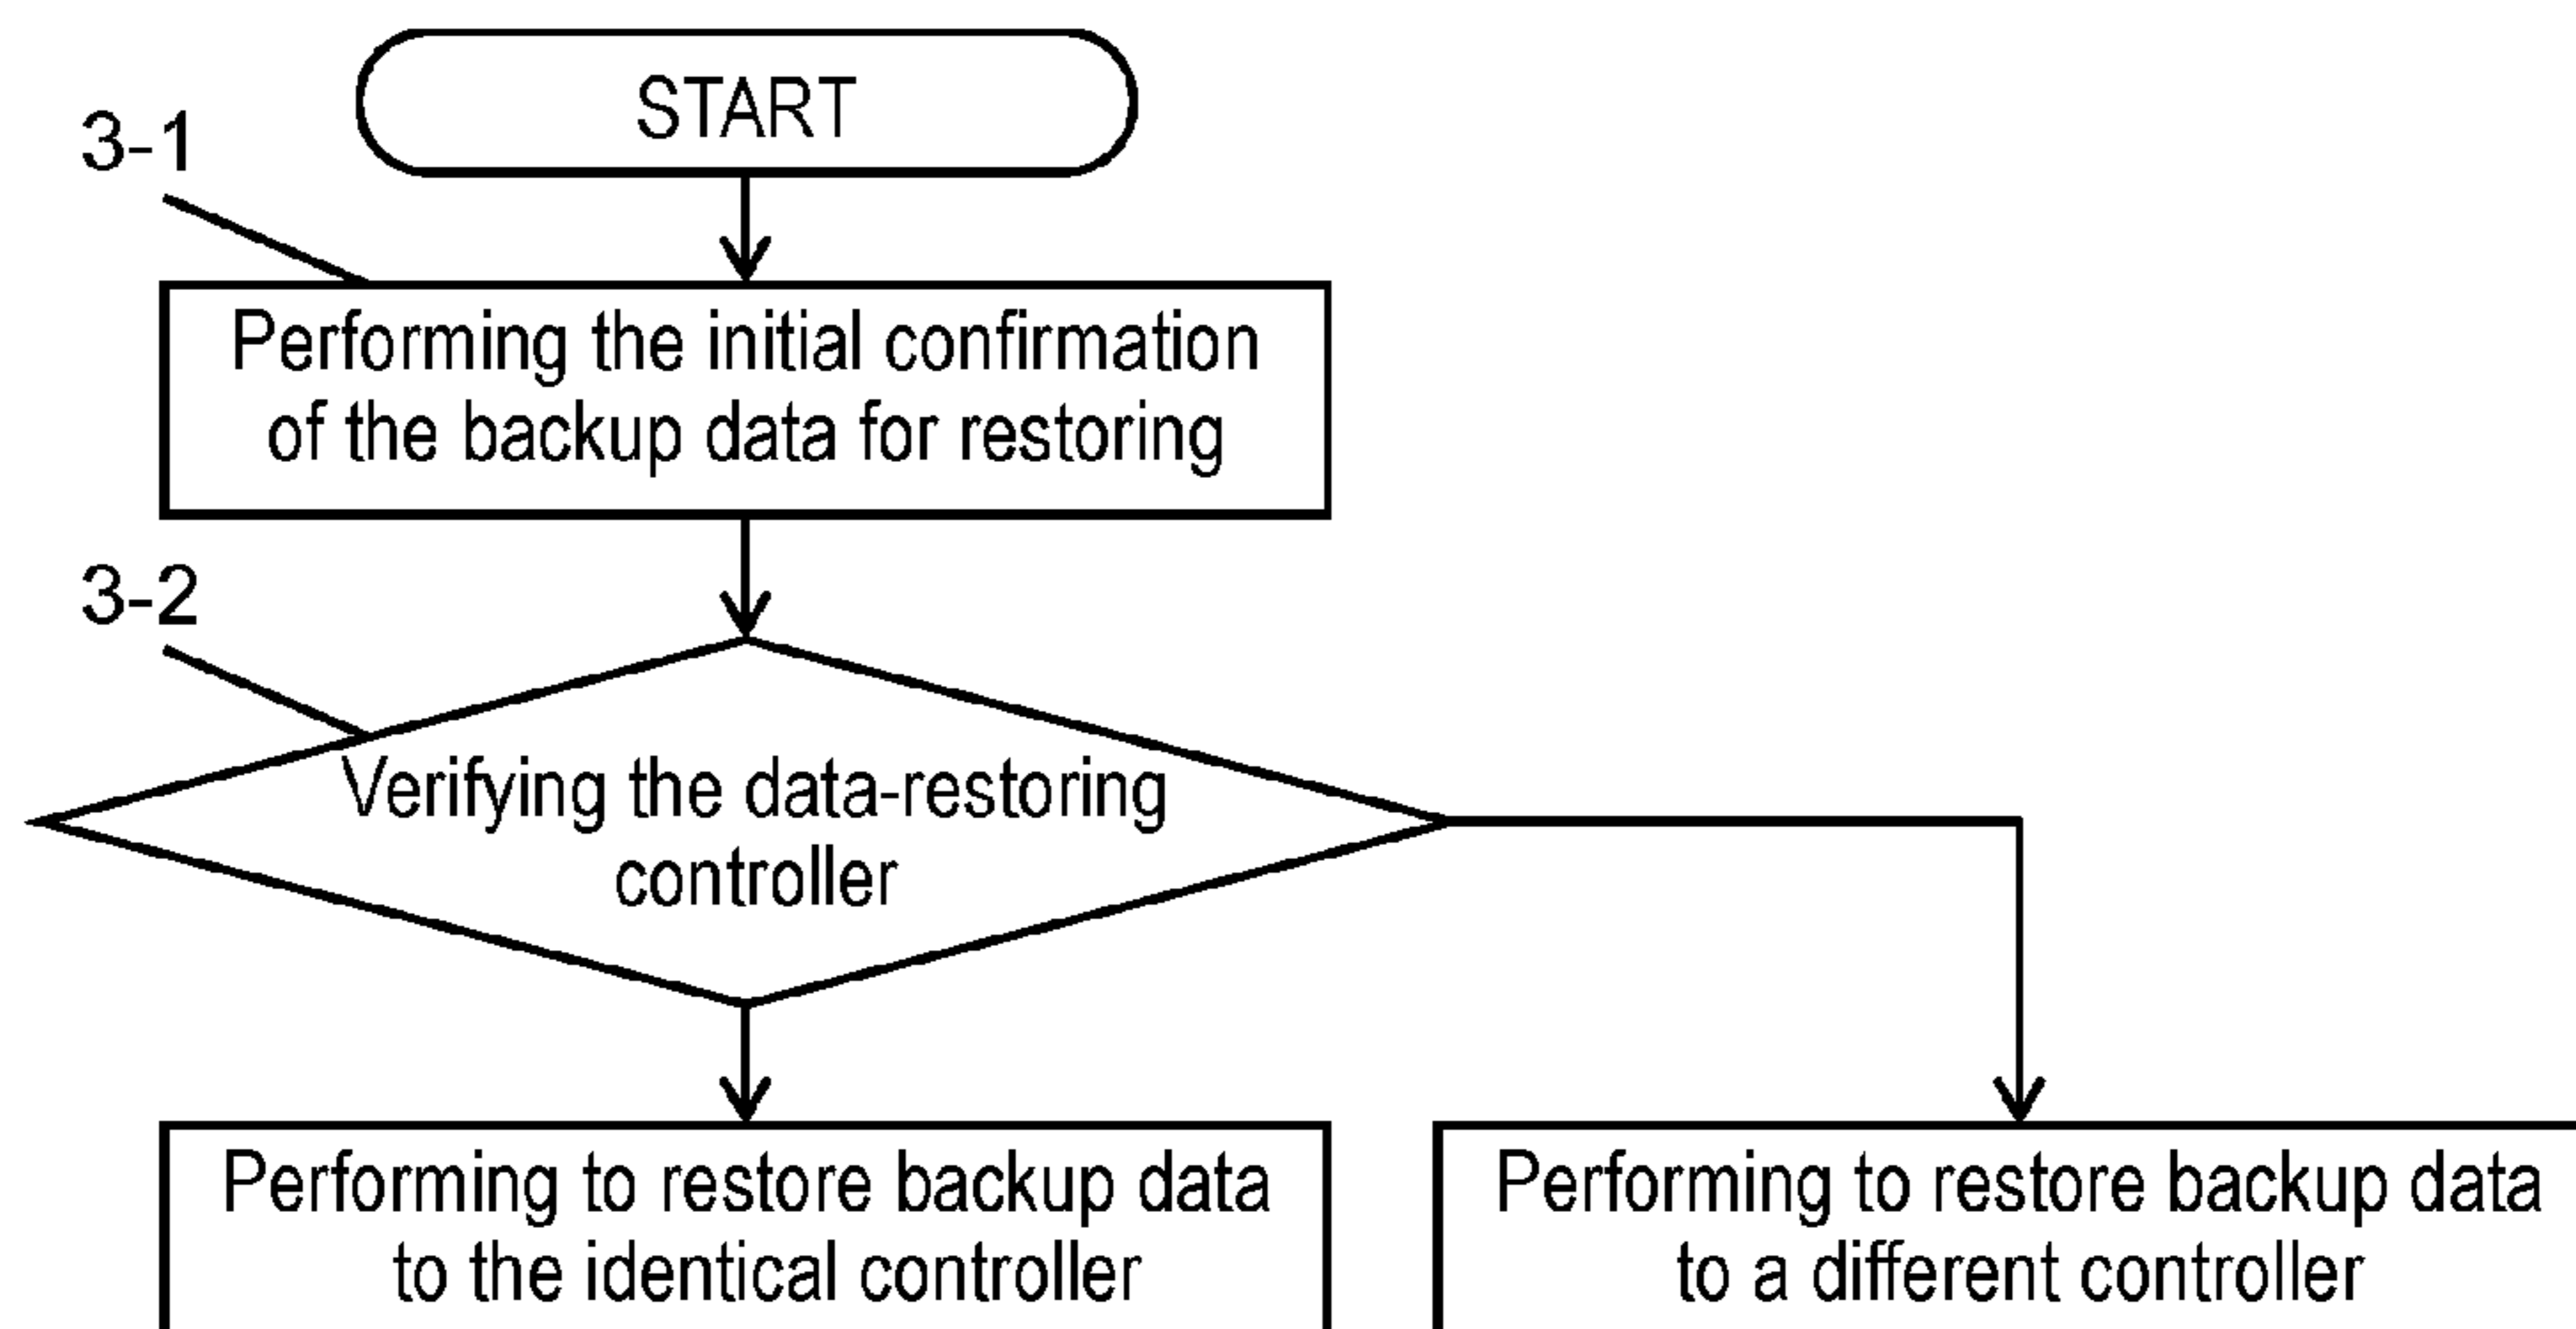 START
3-1
Performing the initial confirmation
of the backup data for restoring
3-2
Verifying the data-restoring
controller
Performing to restore backup data
to the identical controller
Performing to restore backup data
to a different controller